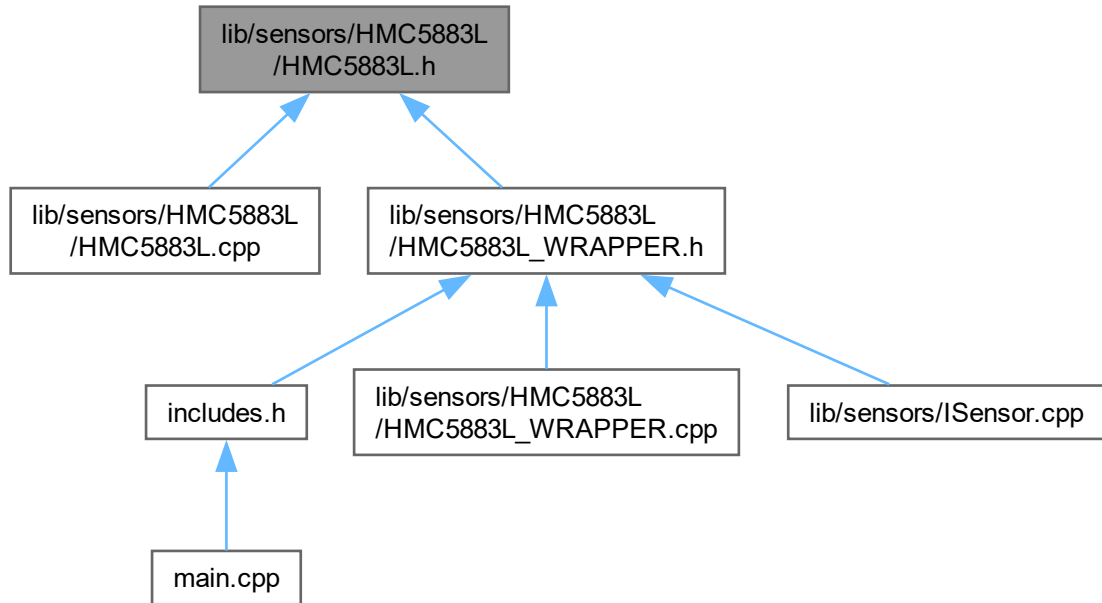 lib/sensors/HMC5883L
/HMC5883L.h
lib/sensors/HMC5883L
/HMC5883L.cpp
lib/sensors/HMC5883L
/HMC5883L_WRAPPER.h
includes.h
lib/sensors/HMC5883L
/HMC5883L_WRAPPER.cpp
lib/sensors/ISensor.cpp
main.cpp